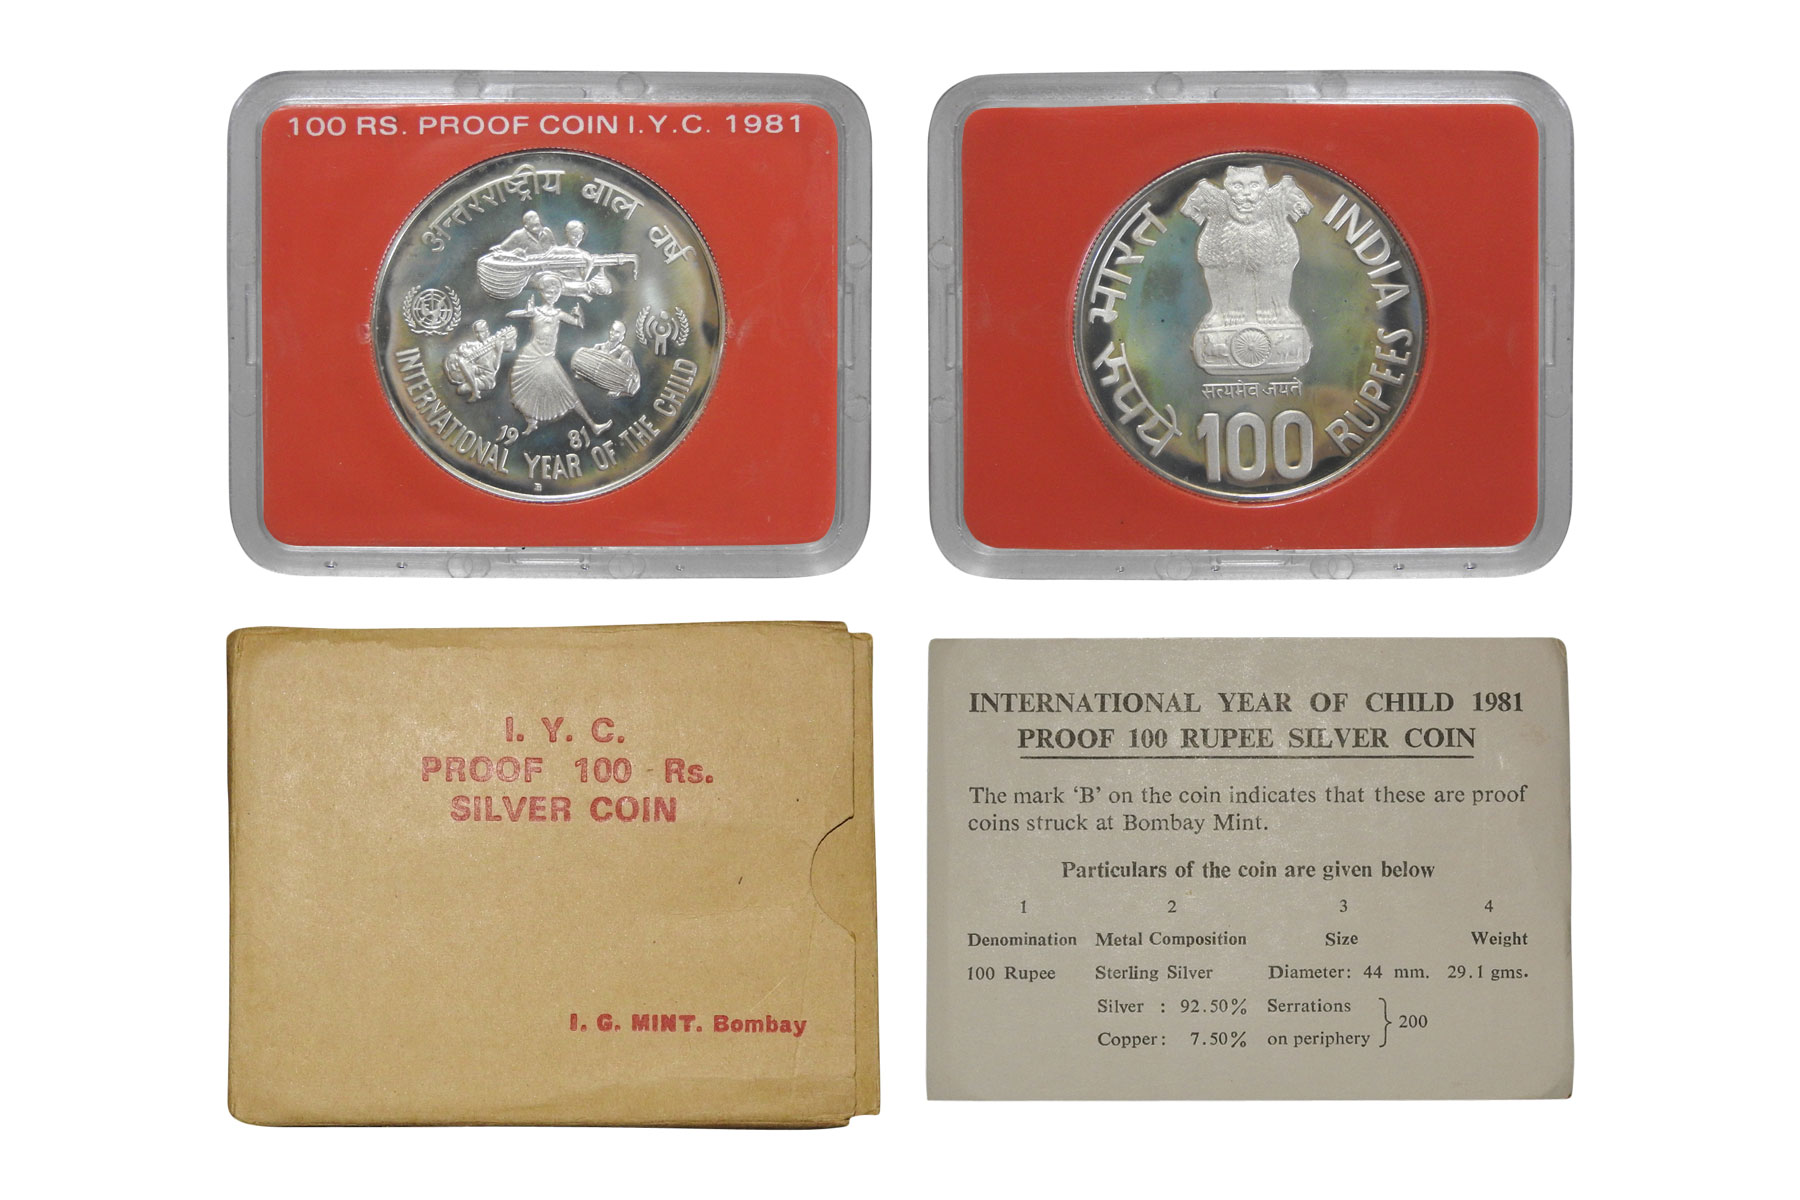 100 RS. PROOF COIN I.Y.C. 1981
अन्तरराष्ट्रीय बाल वर्ष
19 81
INTERNATIONAL YEAR OF THE CHILD
B
भारत INDIA
सत्यमेव जयते
रुपये 100 RUPEES
I. Y. C.
PROOF 100 - Rs.
SILVER COIN
I. G. MINT. Bombay
INTERNATIONAL YEAR OF CHILD 1981
PROOF 100 RUPEE SILVER COIN
The mark ‘B’ on the coin indicates that these are proof
coins struck at Bombay Mint.
Particulars of the coin are given below
1 2 3 4
Denomination Metal Composition Size Weight
100 Rupee Sterling Silver Diameter: 44 mm. 29.1 gms.
Silver : 92.50% Serrations
on periphery } 200
Copper : 7.50%